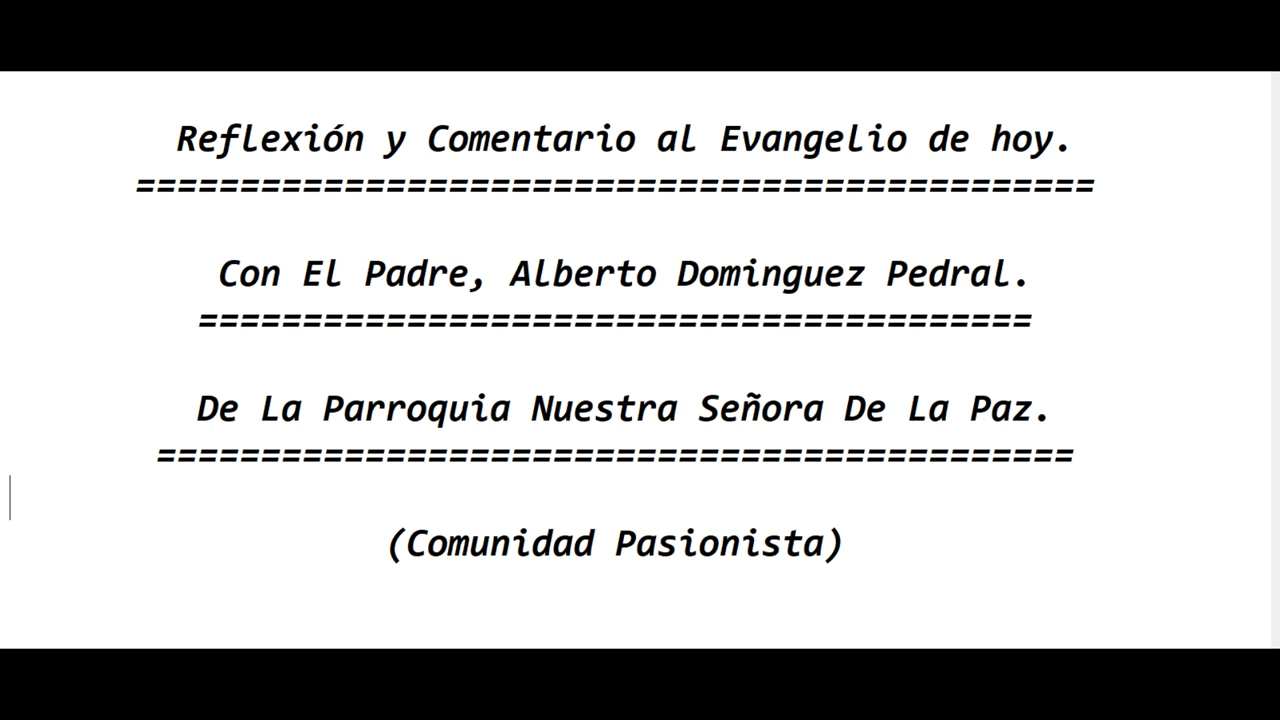 Reflexión y Comentario al Evangelio de hoy.
==============================================
Con El Padre, Alberto Dominguez Pedral.
========================================
De La Parroquia Nuestra Señora De La Paz.
============================================
(Comunidad Pasionista)